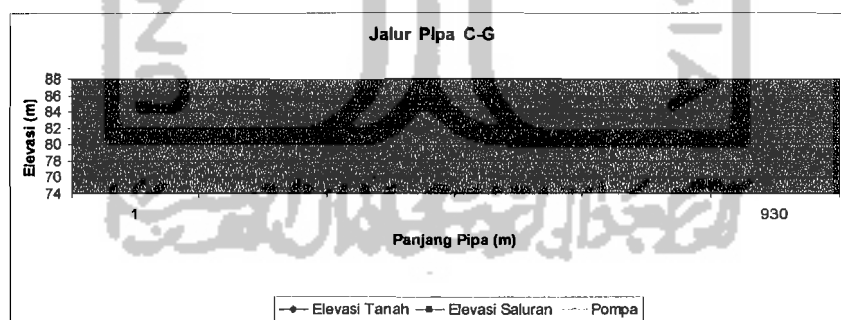 Jalur Pipa C-G
88
86
84
82
80
78
76
74
Elevasi (m)
1
930
Panjang Pipa (m)
Elevasi Tanah
Elevasi Saluran
Pompa